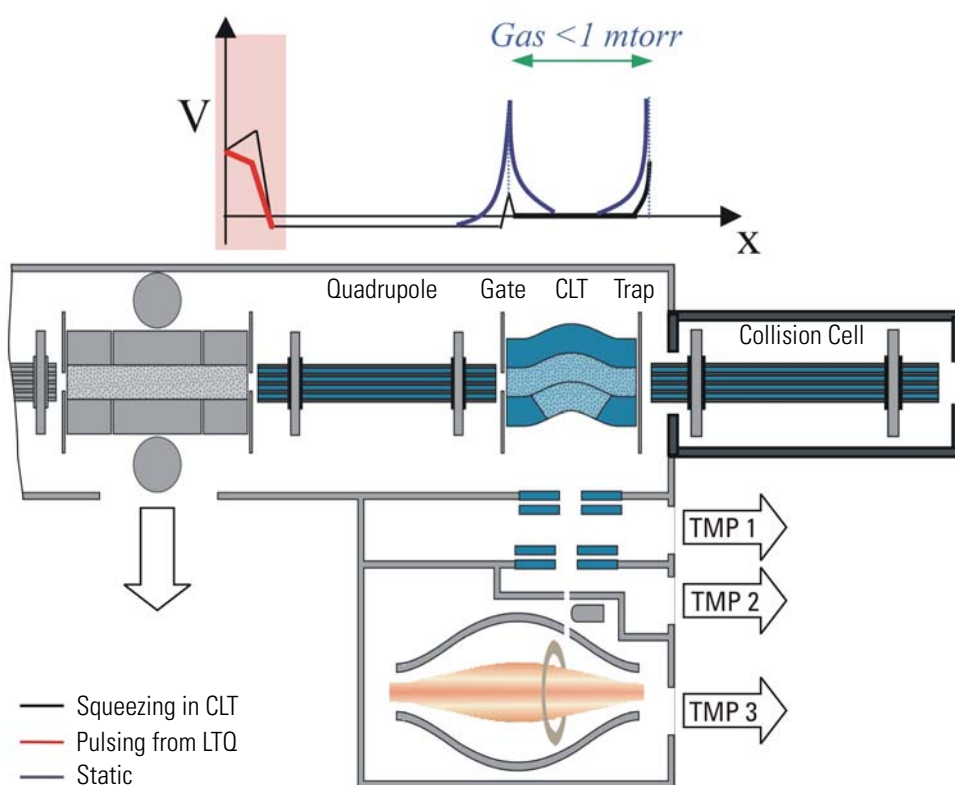 Gas <1 mtorr
V
X
Quadrupole Gate CLT Trap
Collision Cell
TMP 1
TMP 2
TMP 3
Squeezing in CLT
Pulsing from LTQ
Static